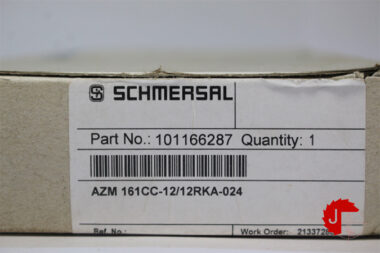 SCHMERSAL
Part No.: 101166287 Quantity: 1
AZM 161CC-12/12RKA-024
Ref. No.: Work Order:
J